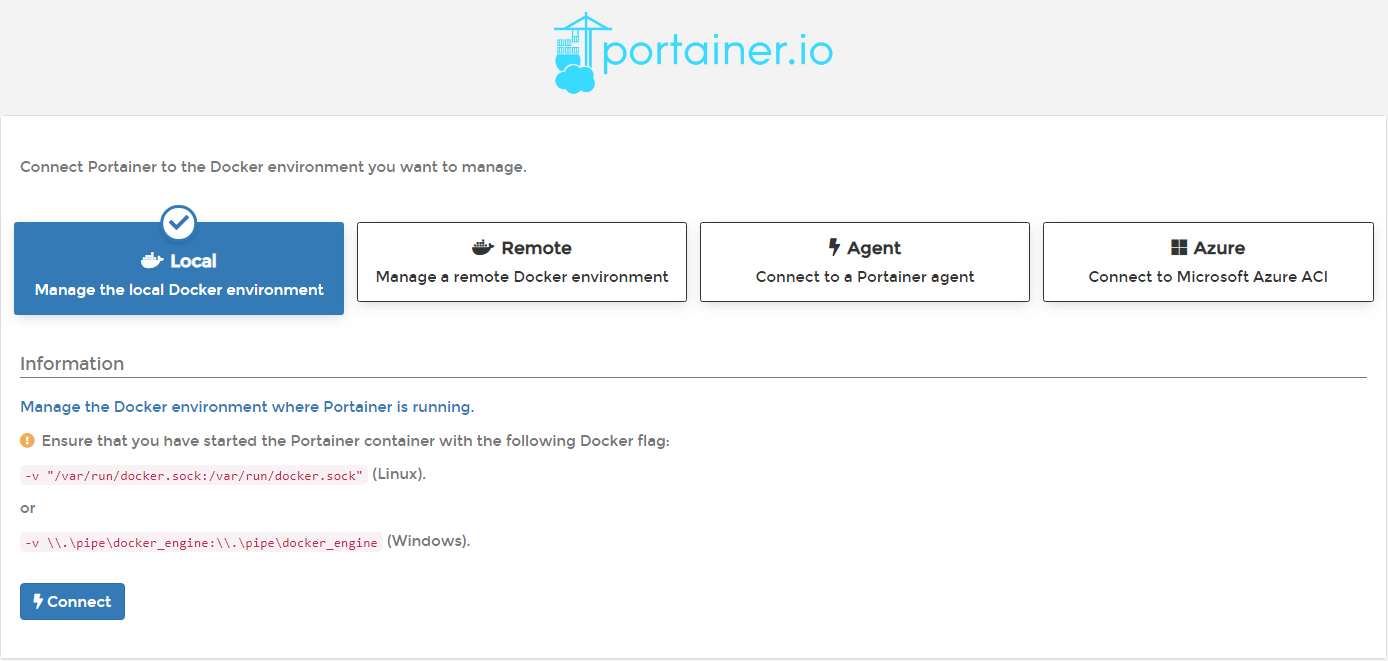 portainer.io
Connect Portainer to the Docker environment you want to manage.
Local
Manage the local Docker environment
Remote
Manage a remote Docker environment
Agent
Connect to a Portainer agent
Azure
Connect to Microsoft Azure ACI
Information
Manage the Docker environment where Portainer is running.
Ensure that you have started the Portainer container with the following Docker flag:
-v "/var/run/docker.sock:/var/run/docker.sock" (Linux).
or
-v \\.\pipe\docker_engine:\\.\pipe\docker_engine (Windows).
Connect